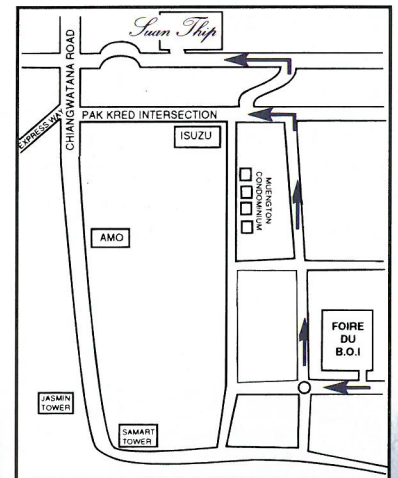 Suan Thip
CHIANGWATANA ROAD
EXPRESS WAY
PAK KRED INTERSECTION
ISUZU
MUENGTON
CONDOMINIUM
AMO
FOIRE
DU
B.O.I
JASMIN
TOWER
SAMART
TOWER